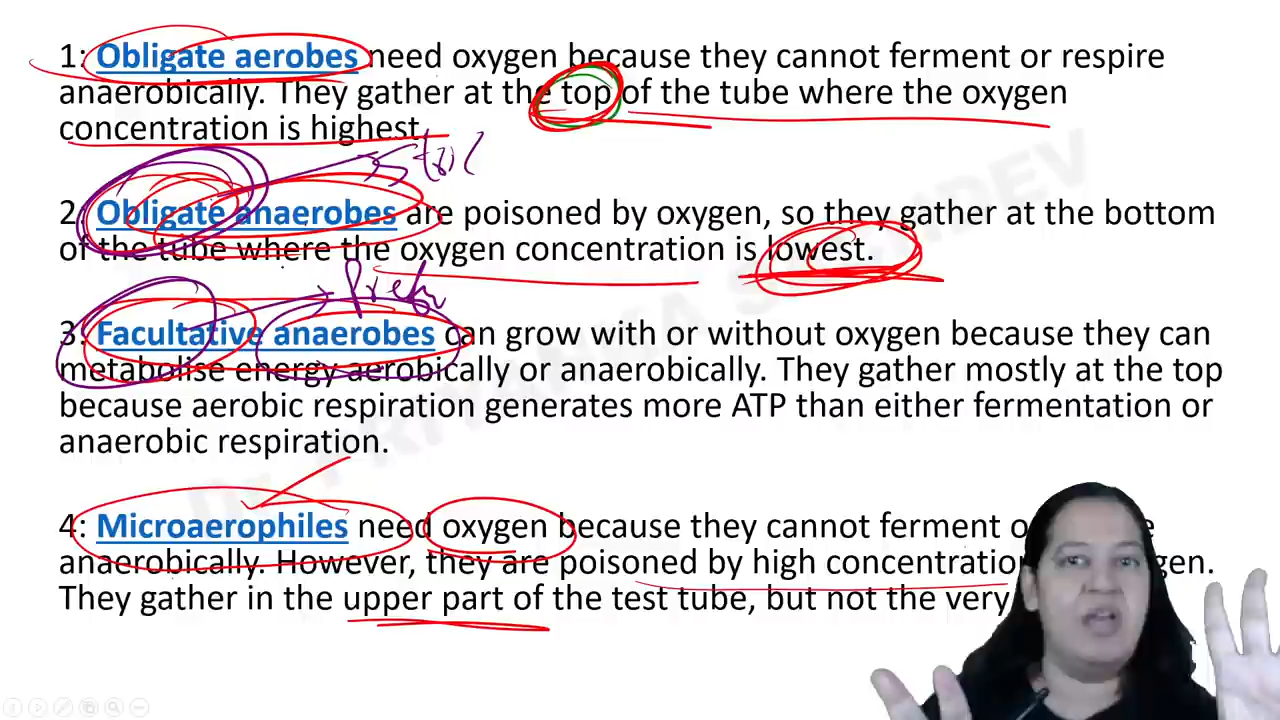 1: Obligate aerobes need oxygen because they cannot ferment or respire
anaerobically. They gather at the top of the tube where the oxygen
concentration is highest.
2: Obligate anaerobes are poisoned by oxygen, so they gather at the bottom
of the tube where the oxygen concentration is lowest.
3: Facultative anaerobes can grow with or without oxygen because they can
metabolise energy aerobically or anaerobically. They gather mostly at the top
because aerobic respiration generates more ATP than either fermentation or
anaerobic respiration.
4: Microaerophiles need oxygen because they cannot ferment
anaerobically. However, they are poisoned by high
They gather in the upper part of the test tube, but not the very